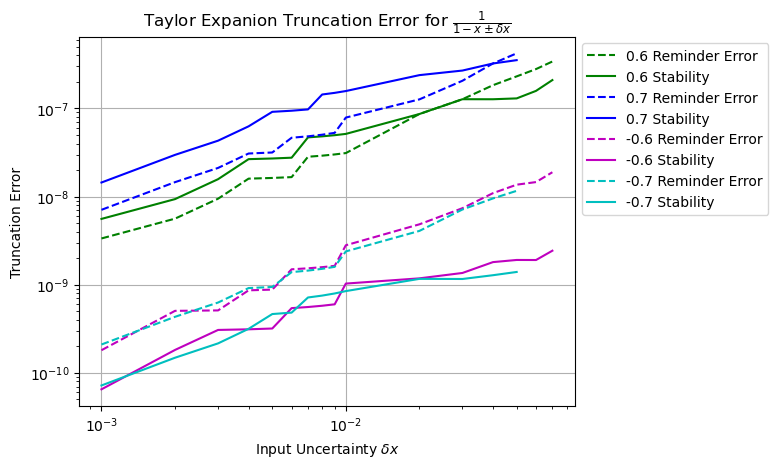 Taylor Expanion Truncation Error for 1/(1 − x ± δx)
Truncation Error
10⁻⁷
10⁻⁸
10⁻⁹
10⁻¹⁰
10⁻³
10⁻²
Input Uncertainty δx
0.6 Reminder Error
0.6 Stability
0.7 Reminder Error
0.7 Stability
-0.6 Reminder Error
-0.6 Stability
-0.7 Reminder Error
-0.7 Stability